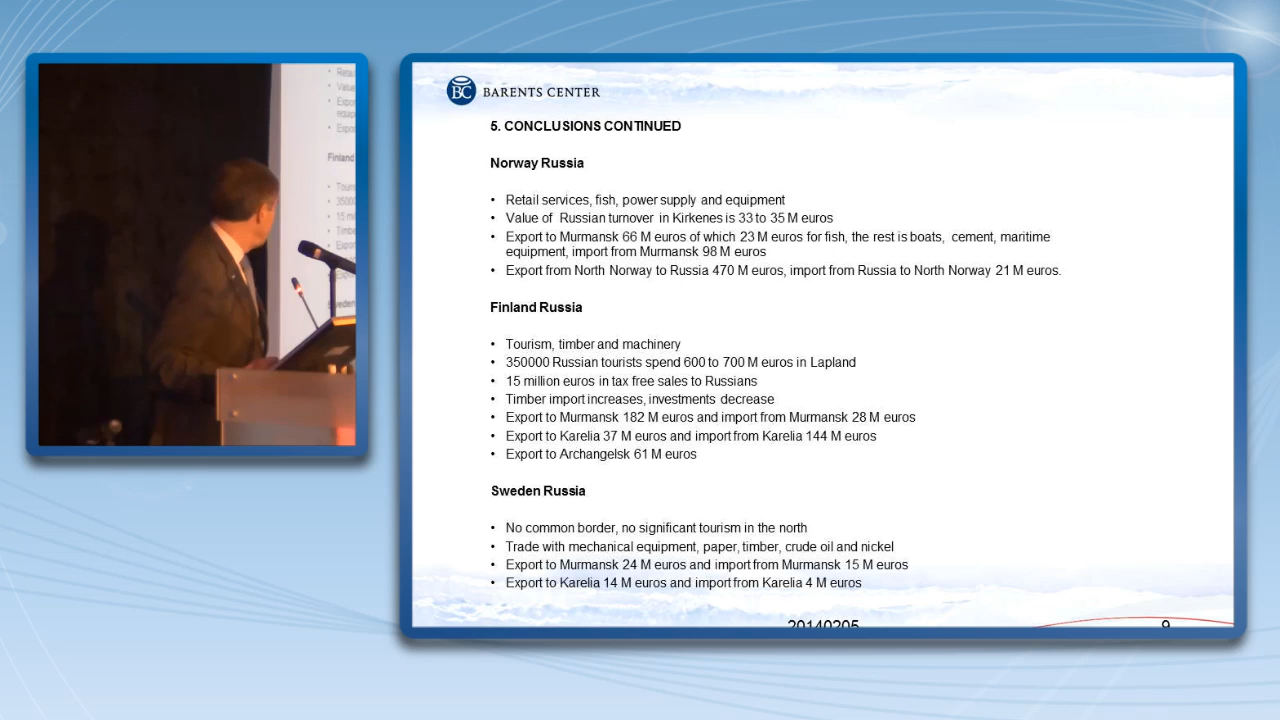 BC BARENTS CENTER
5. CONCLUSIONS CONTINUED
Norway Russia
• Retail services, fish, power supply and equipment
• Value of Russian turnover in Kirkenes is 33 to 35 M euros
• Export to Murmansk 66 M euros of which 23 M euros for fish, the rest is boats, cement, maritime
equipment, import from Murmansk 98 M euros
• Export from North Norway to Russia 470 M euros, import from Russia to North Norway 21 M euros.
Finland Russia
• Tourism, timber and machinery
• 350000 Russian tourists spend 600 to 700 M euros in Lapland
• 15 million euros in tax free sales to Russians
• Timber import increases, investments decrease
• Export to Murmansk 182 M euros and import from Murmansk 28 M euros
• Export to Karelia 37 M euros and import from Karelia 144 M euros
• Export to Archangelsk 61 M euros
Sweden Russia
• No common border, no significant tourism in the north
• Trade with mechanical equipment, paper, timber, crude oil and nickel
• Export to Murmansk 24 M euros and import from Murmansk 15 M euros
• Export to Karelia 14 M euros and import from Karelia 4 M euros
20140205 9